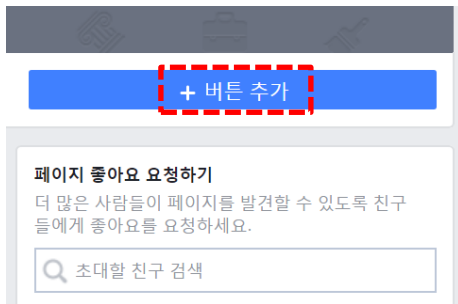 + 버튼 추가
페이지 좋아요 요청하기
더 많은 사람들이 페이지를 발견할 수 있도록 친구
들에게 좋아요를 요청하세요.
초대할 친구 검색